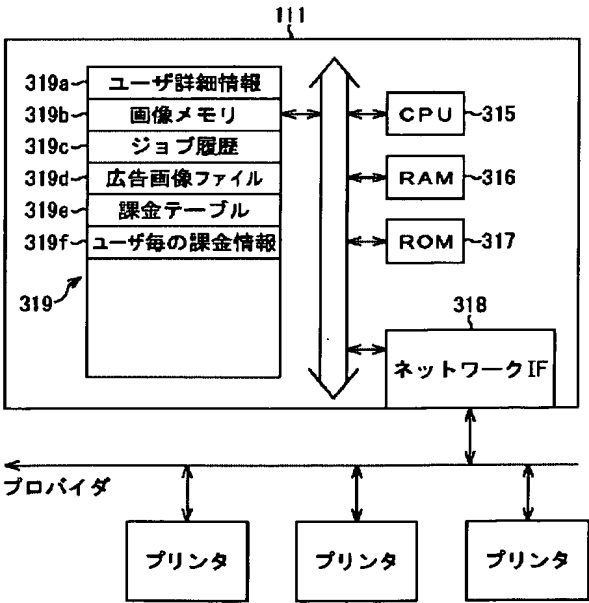 111
319a ユーザ詳細情報
319b 画像メモリ
319c ジョブ履歴
319d 広告画像ファイル
319e 課金テーブル
319f ユーザ毎の課金情報
319
CPU 315
RAM 316
ROM 317
318
ネットワークIF
プロバイダ
プリンタ プリンタ プリンタ